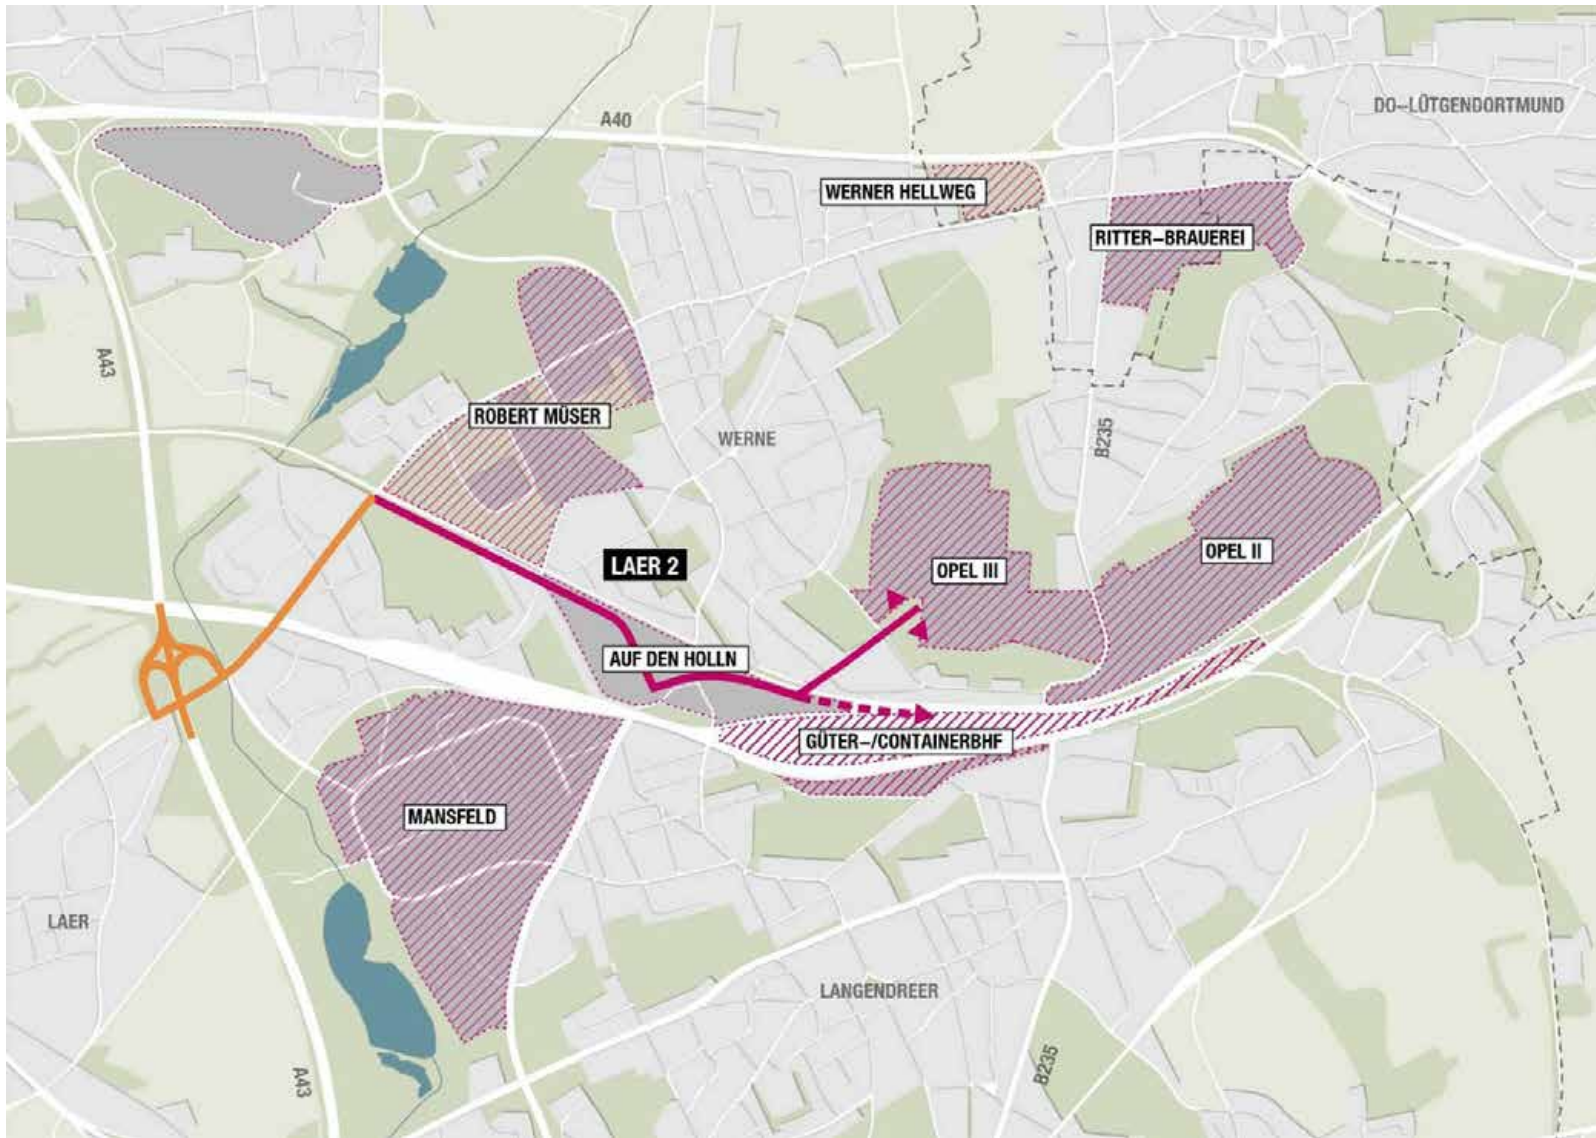 DO–LÜTGENDORTMUND
A40
WERNER HELLWEG
RITTER–BRAUEREI
A43
ROBERT MÜSER
WERNE
B235
OPEL II
LAER 2
OPEL III
AUF DEN HOLLN
GÜTER–/CONTAINERBHF
MANSFELD
LAER
LANGENDREER
B235
A43